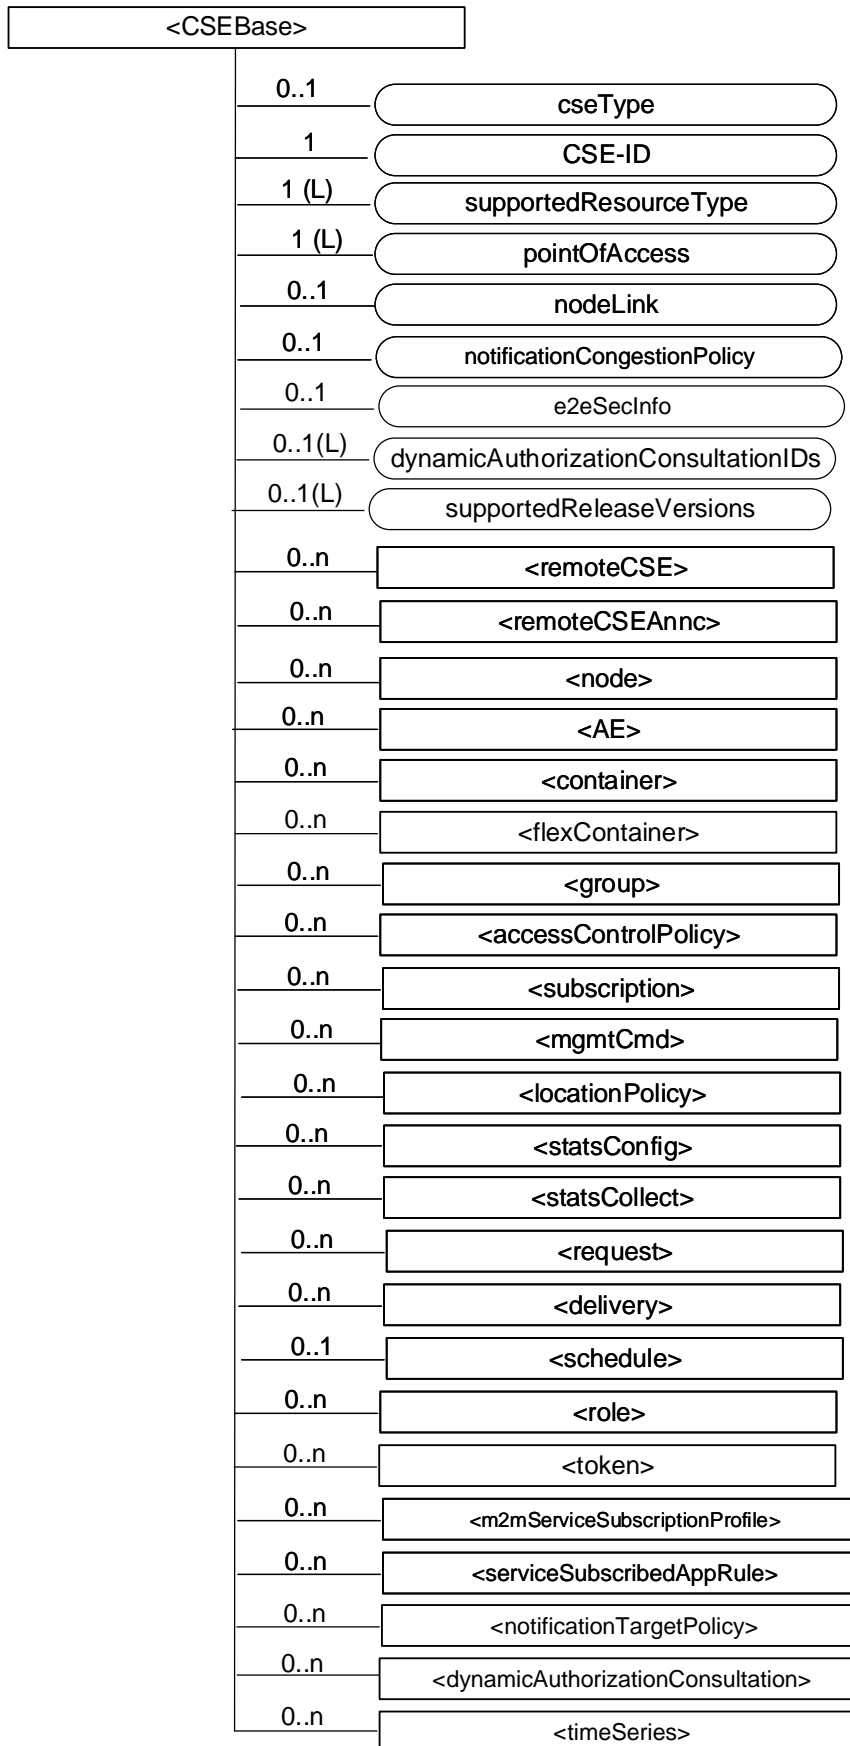 <CSEBase>
0..1 cseType
1 CSE-ID
1 (L) supportedResourceType
1 (L) pointOfAccess
0..1 nodeLink
0..1 notificationCongestionPolicy
0..1 e2eSecInfo
0..1(L) dynamicAuthorizationConsultationIDs
0..1(L) supportedReleaseVersions
0..n <remoteCSE>
0..n <remoteCSEAnnc>
0..n <node>
0..n <AE>
0..n <container>
0..n <flexContainer>
0..n <group>
0..n <accessControlPolicy>
0..n <subscription>
0..n <mgmtCmd>
0..n <locationPolicy>
0..n <statsConfig>
0..n <statsCollect>
0..n <request>
0..n <delivery>
0..1 <schedule>
0..n <role>
0..n <token>
0..n <m2mServiceSubscriptionProfile>
0..n <serviceSubscribedAppRule>
0..n <notificationTargetPolicy>
0..n <dynamicAuthorizationConsultation>
0..n <timeSeries>